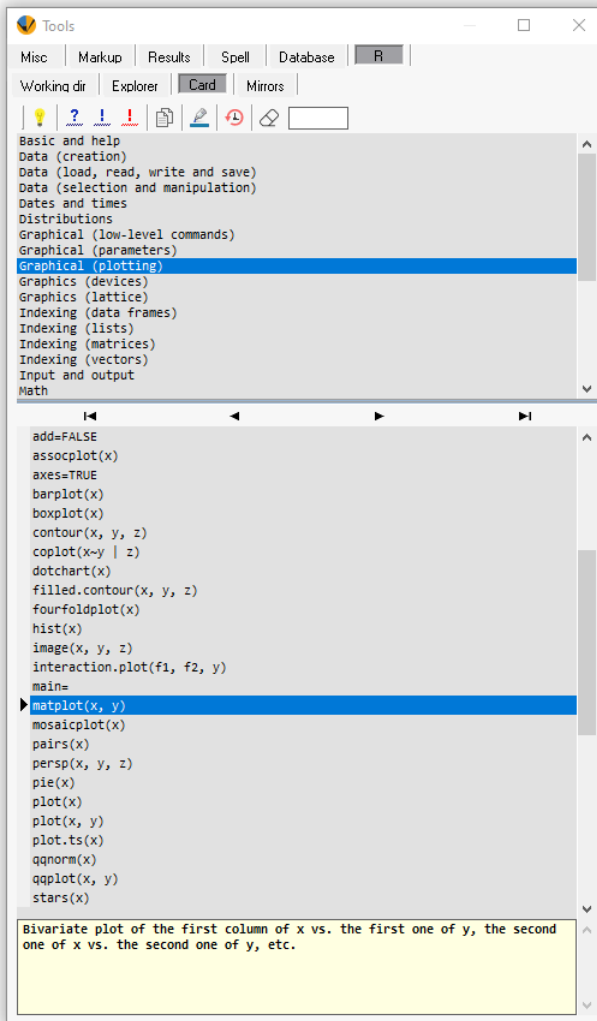 Tools
Misc Markup Results Spell Database R
Working dir Explorer Card Mirrors
? ! !
Basic and help
Data (creation)
Data (load, read, write and save)
Data (selection and manipulation)
Dates and times
Distributions
Graphical (low-level commands)
Graphical (parameters)
Graphical (plotting)
Graphics (devices)
Graphics (lattice)
Indexing (data frames)
Indexing (lists)
Indexing (matrices)
Indexing (vectors)
Input and output
Math
add=FALSE
assocplot(x)
axes=TRUE
barplot(x)
boxplot(x)
contour(x, y, z)
coplot(x~y | z)
dotchart(x)
filled.contour(x, y, z)
fourfoldplot(x)
hist(x)
image(x, y, z)
interaction.plot(f1, f2, y)
main=
matplot(x, y)
mosaicplot(x)
pairs(x)
persp(x, y, z)
pie(x)
plot(x)
plot(x, y)
plot.ts(x)
qqnorm(x)
qqplot(x, y)
stars(x)
Bivariate plot of the first column of x vs. the first one of y, the second
one of x vs. the second one of y, etc.